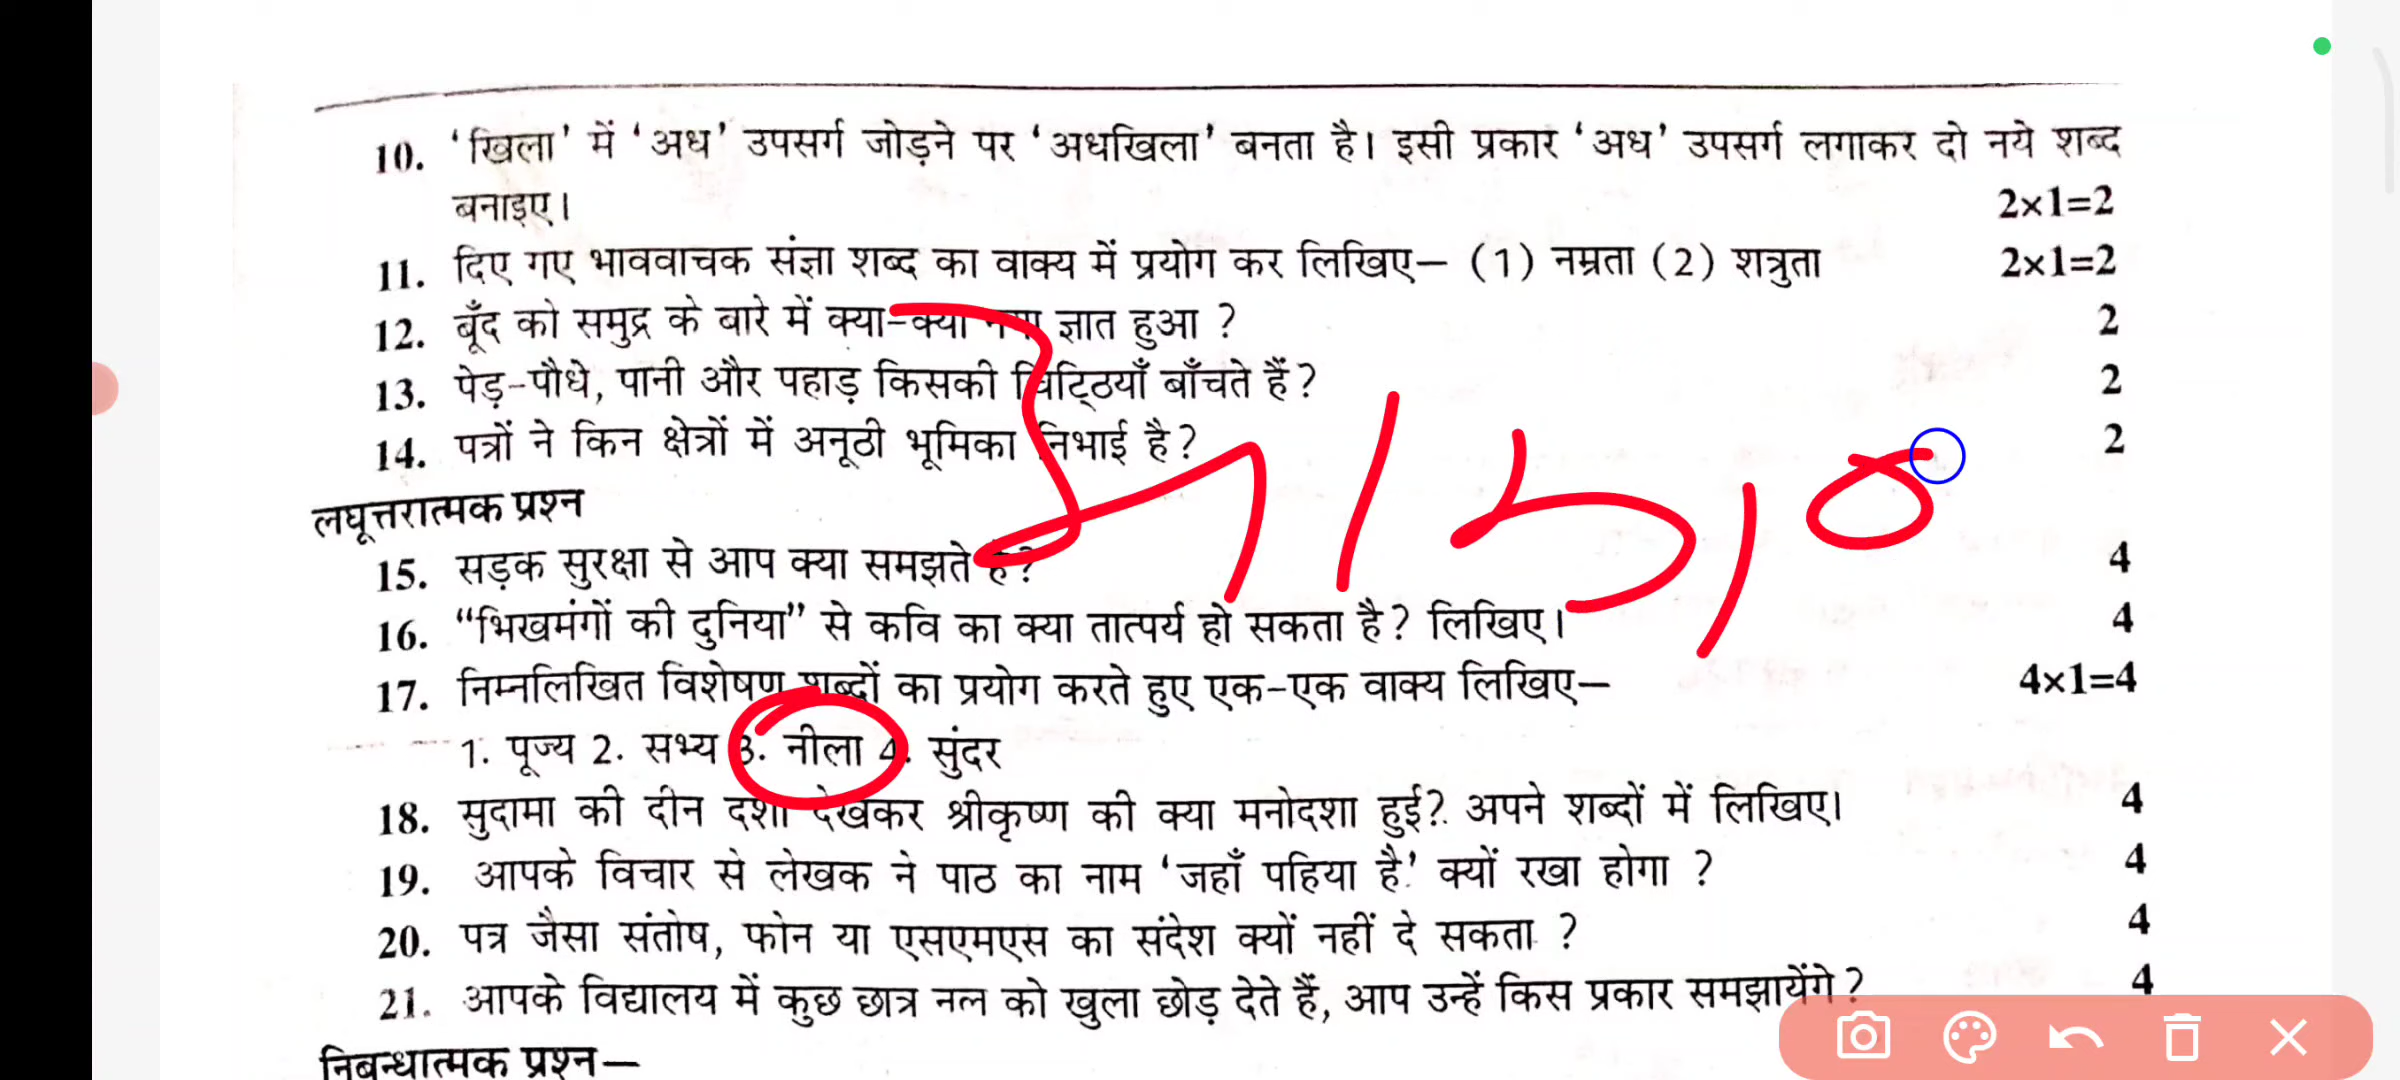 10. ‘खिला’ में ‘अध’ उपसर्ग जोड़ने पर ‘अधखिला’ बनता है। इसी प्रकार ‘अध’ उपसर्ग लगाकर दो नये शब्द
बनाइए। 2×1=2
11. दिए गए भाववाचक संज्ञा शब्द का वाक्य में प्रयोग कर लिखिए– (1) नम्रता (2) शत्रुता 2×1=2
12. बूँद को समुद्र के बारे में क्या-क्या ज्ञात हुआ ? 2
13. पेड़-पौधे, पानी और पहाड़ किसकी चिट्ठियाँ बाँचते हैं? 2
14. पत्रों ने किन क्षेत्रों में अनूठी भूमिका निभाई है? 2
लघूत्तरात्मक प्रश्न
15. सड़क सुरक्षा से आप क्या समझते है? 4
16. “भिखमंगों की दुनिया” से कवि का क्या तात्पर्य हो सकता है? लिखिए। 4
17. निम्नलिखित विशेषण शब्दों का प्रयोग करते हुए एक-एक वाक्य लिखिए– 4×1=4
1. पूज्य 2. सभ्य 3. नीला 4. सुंदर
18. सुदामा की दीन दशा देखकर श्रीकृष्ण की क्या मनोदशा हुई? अपने शब्दों में लिखिए। 4
19. आपके विचार से लेखक ने पाठ का नाम ‘जहाँ पहिया है’ क्यों रखा होगा ? 4
20. पत्र जैसा संतोष, फोन या एसएमएस का संदेश क्यों नहीं दे सकता ? 4
21. आपके विद्यालय में कुछ छात्र नल को खुला छोड़ देते हैं, आप उन्हें किस प्रकार समझायेंगे? 4
निबन्धात्मक प्रश्न–